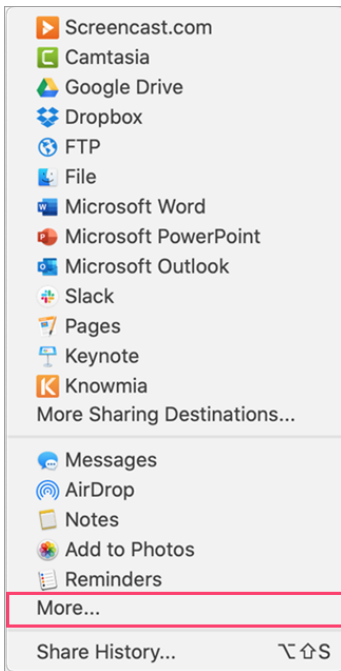 Screencast.com
Camtasia
Google Drive
Dropbox
FTP
File
Microsoft Word
Microsoft PowerPoint
Microsoft Outlook
Slack
Pages
Keynote
Knowmia
More Sharing Destinations...
Messages
AirDrop
Notes
Add to Photos
Reminders
More...
Share History... ⌥⇧S